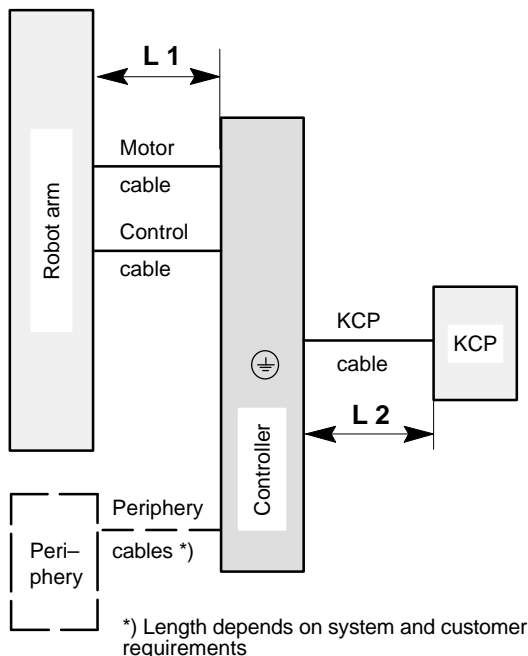 L 1
Motor
cable
Control
cable
Robot arm
KCP
cable
KCP
L 2
Controller
Periphery
cables *)
Peri–
phery
*) Length depends on system and customer
requirements